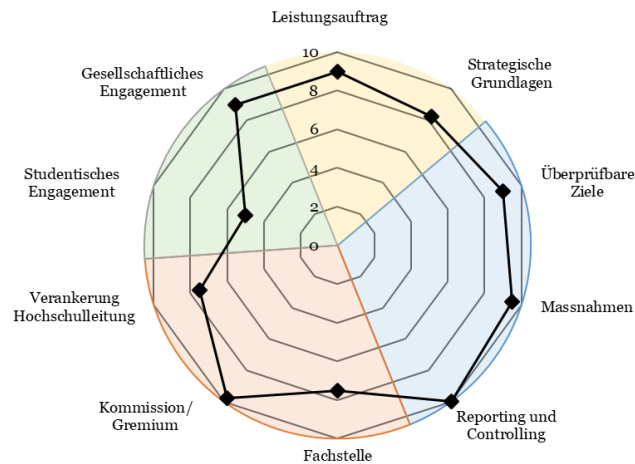 Leistungsauftrag
Strategische
Grundlagen
Überprüfbare
Ziele
Massnahmen
Reporting und
Controlling
Fachstelle
Kommission/
Gremium
Verankerung
Hochschulleitung
Studentisches
Engagement
Gesellschaftliches
Engagement
10
8
6
4
2
0